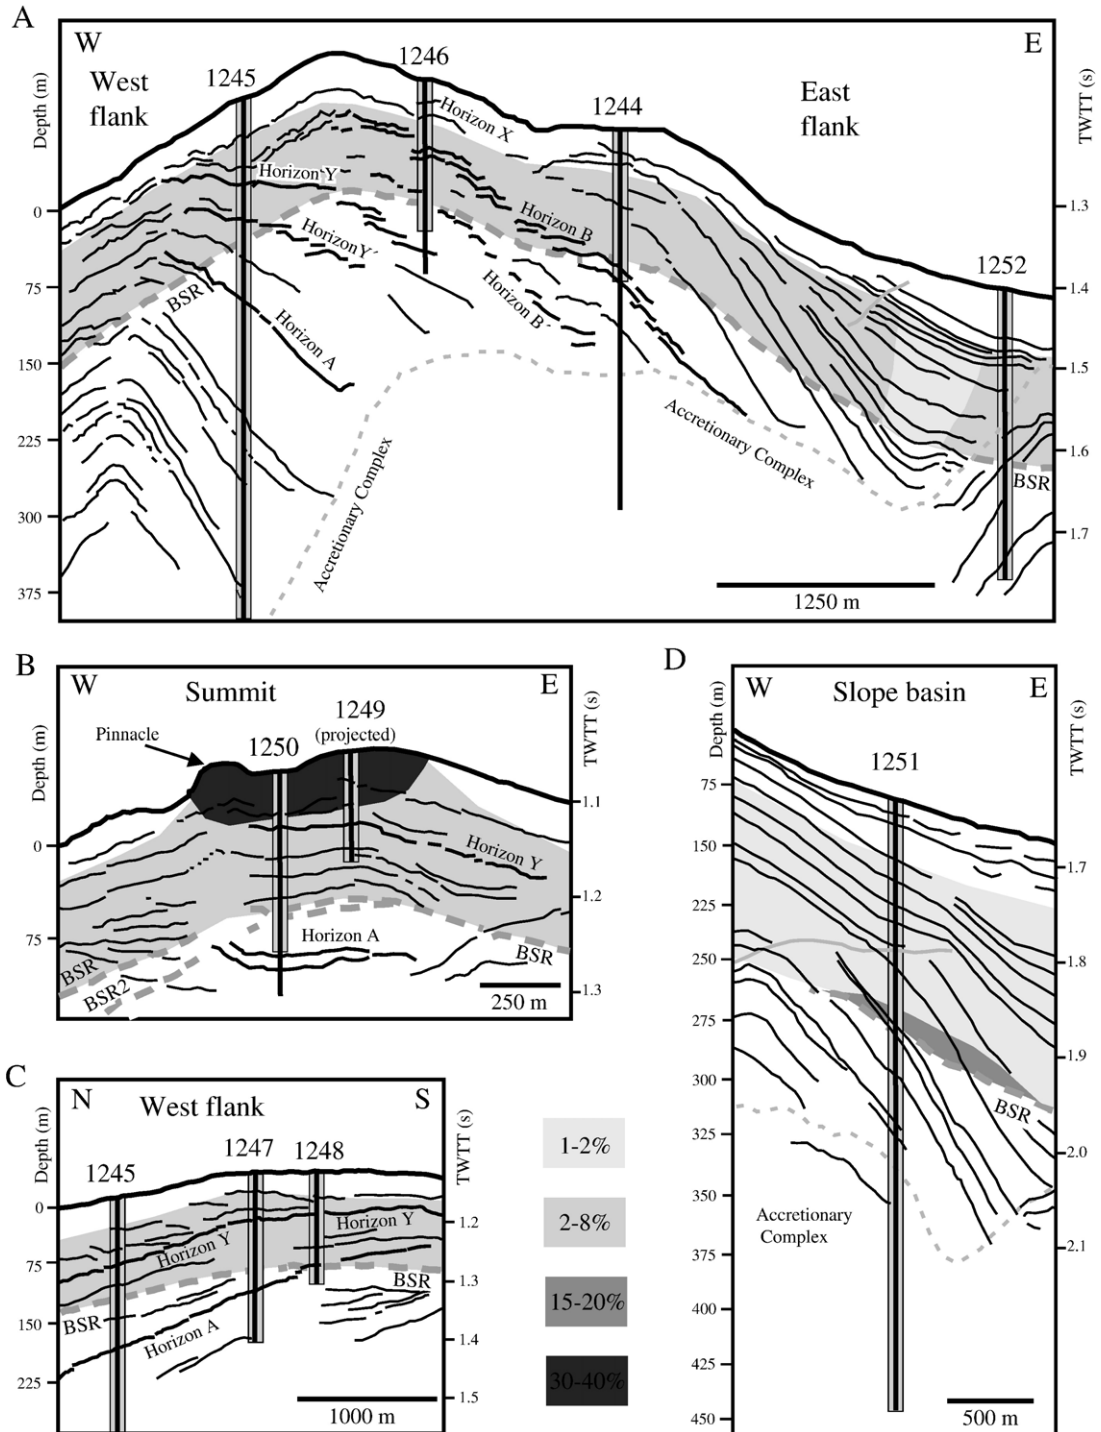 A
W
E
West
flank
1245
1246
1244
East
flank
1252
Depth (m)
TWTT (s)
Horizon X
Horizon Y
Horizon B
HorizonY´
Horizon B´
Horizon A
BSR
Accretionary Complex
Accretionary Complex
BSR
0
75
150
225
300
375
1.3
1.4
1.5
1.6
1.7
1250 m
B
W
Summit
E
Pinnacle
1250
1249
(projected)
Depth (m)
TWTT (s)
Horizon Y
Horizon A
BSR
BSR2
BSR
0
75
1.1
1.2
1.3
250 m
C
N
S
West flank
1245
1247
1248
Depth (m)
TWTT (s)
Horizon Y
Horizon Y
Horizon A
BSR
BSR
0
75
150
225
1.2
1.3
1.4
1.5
1000 m
1-2%
2-8%
15-20%
30-40%
D
W
Slope basin
E
1251
Depth (m)
TWTT (s)
BSR
Accretionary
Complex
75
150
225
250
275
300
325
350
375
400
425
450
1.7
1.8
1.9
2.0
2.1
500 m